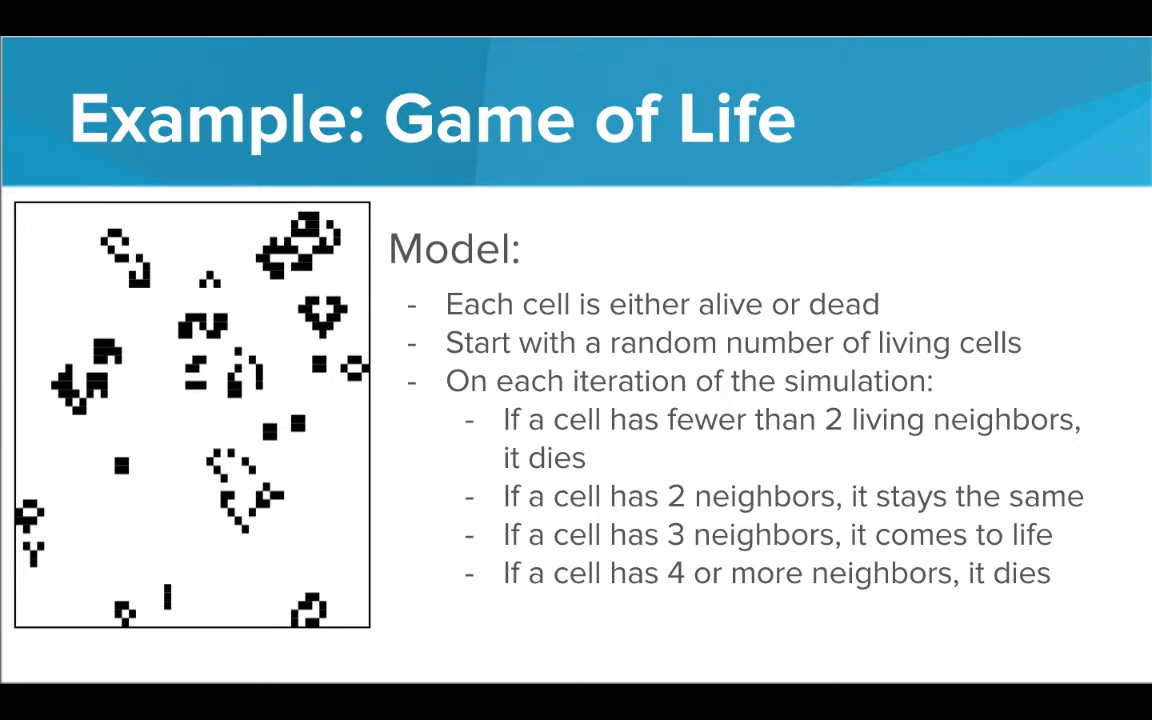 Example: Game of Life
Model:
- Each cell is either alive or dead
- Start with a random number of living cells
- On each iteration of the simulation:
- If a cell has fewer than 2 living neighbors,
it dies
- If a cell has 2 neighbors, it stays the same
- If a cell has 3 neighbors, it comes to life
- If a cell has 4 or more neighbors, it dies